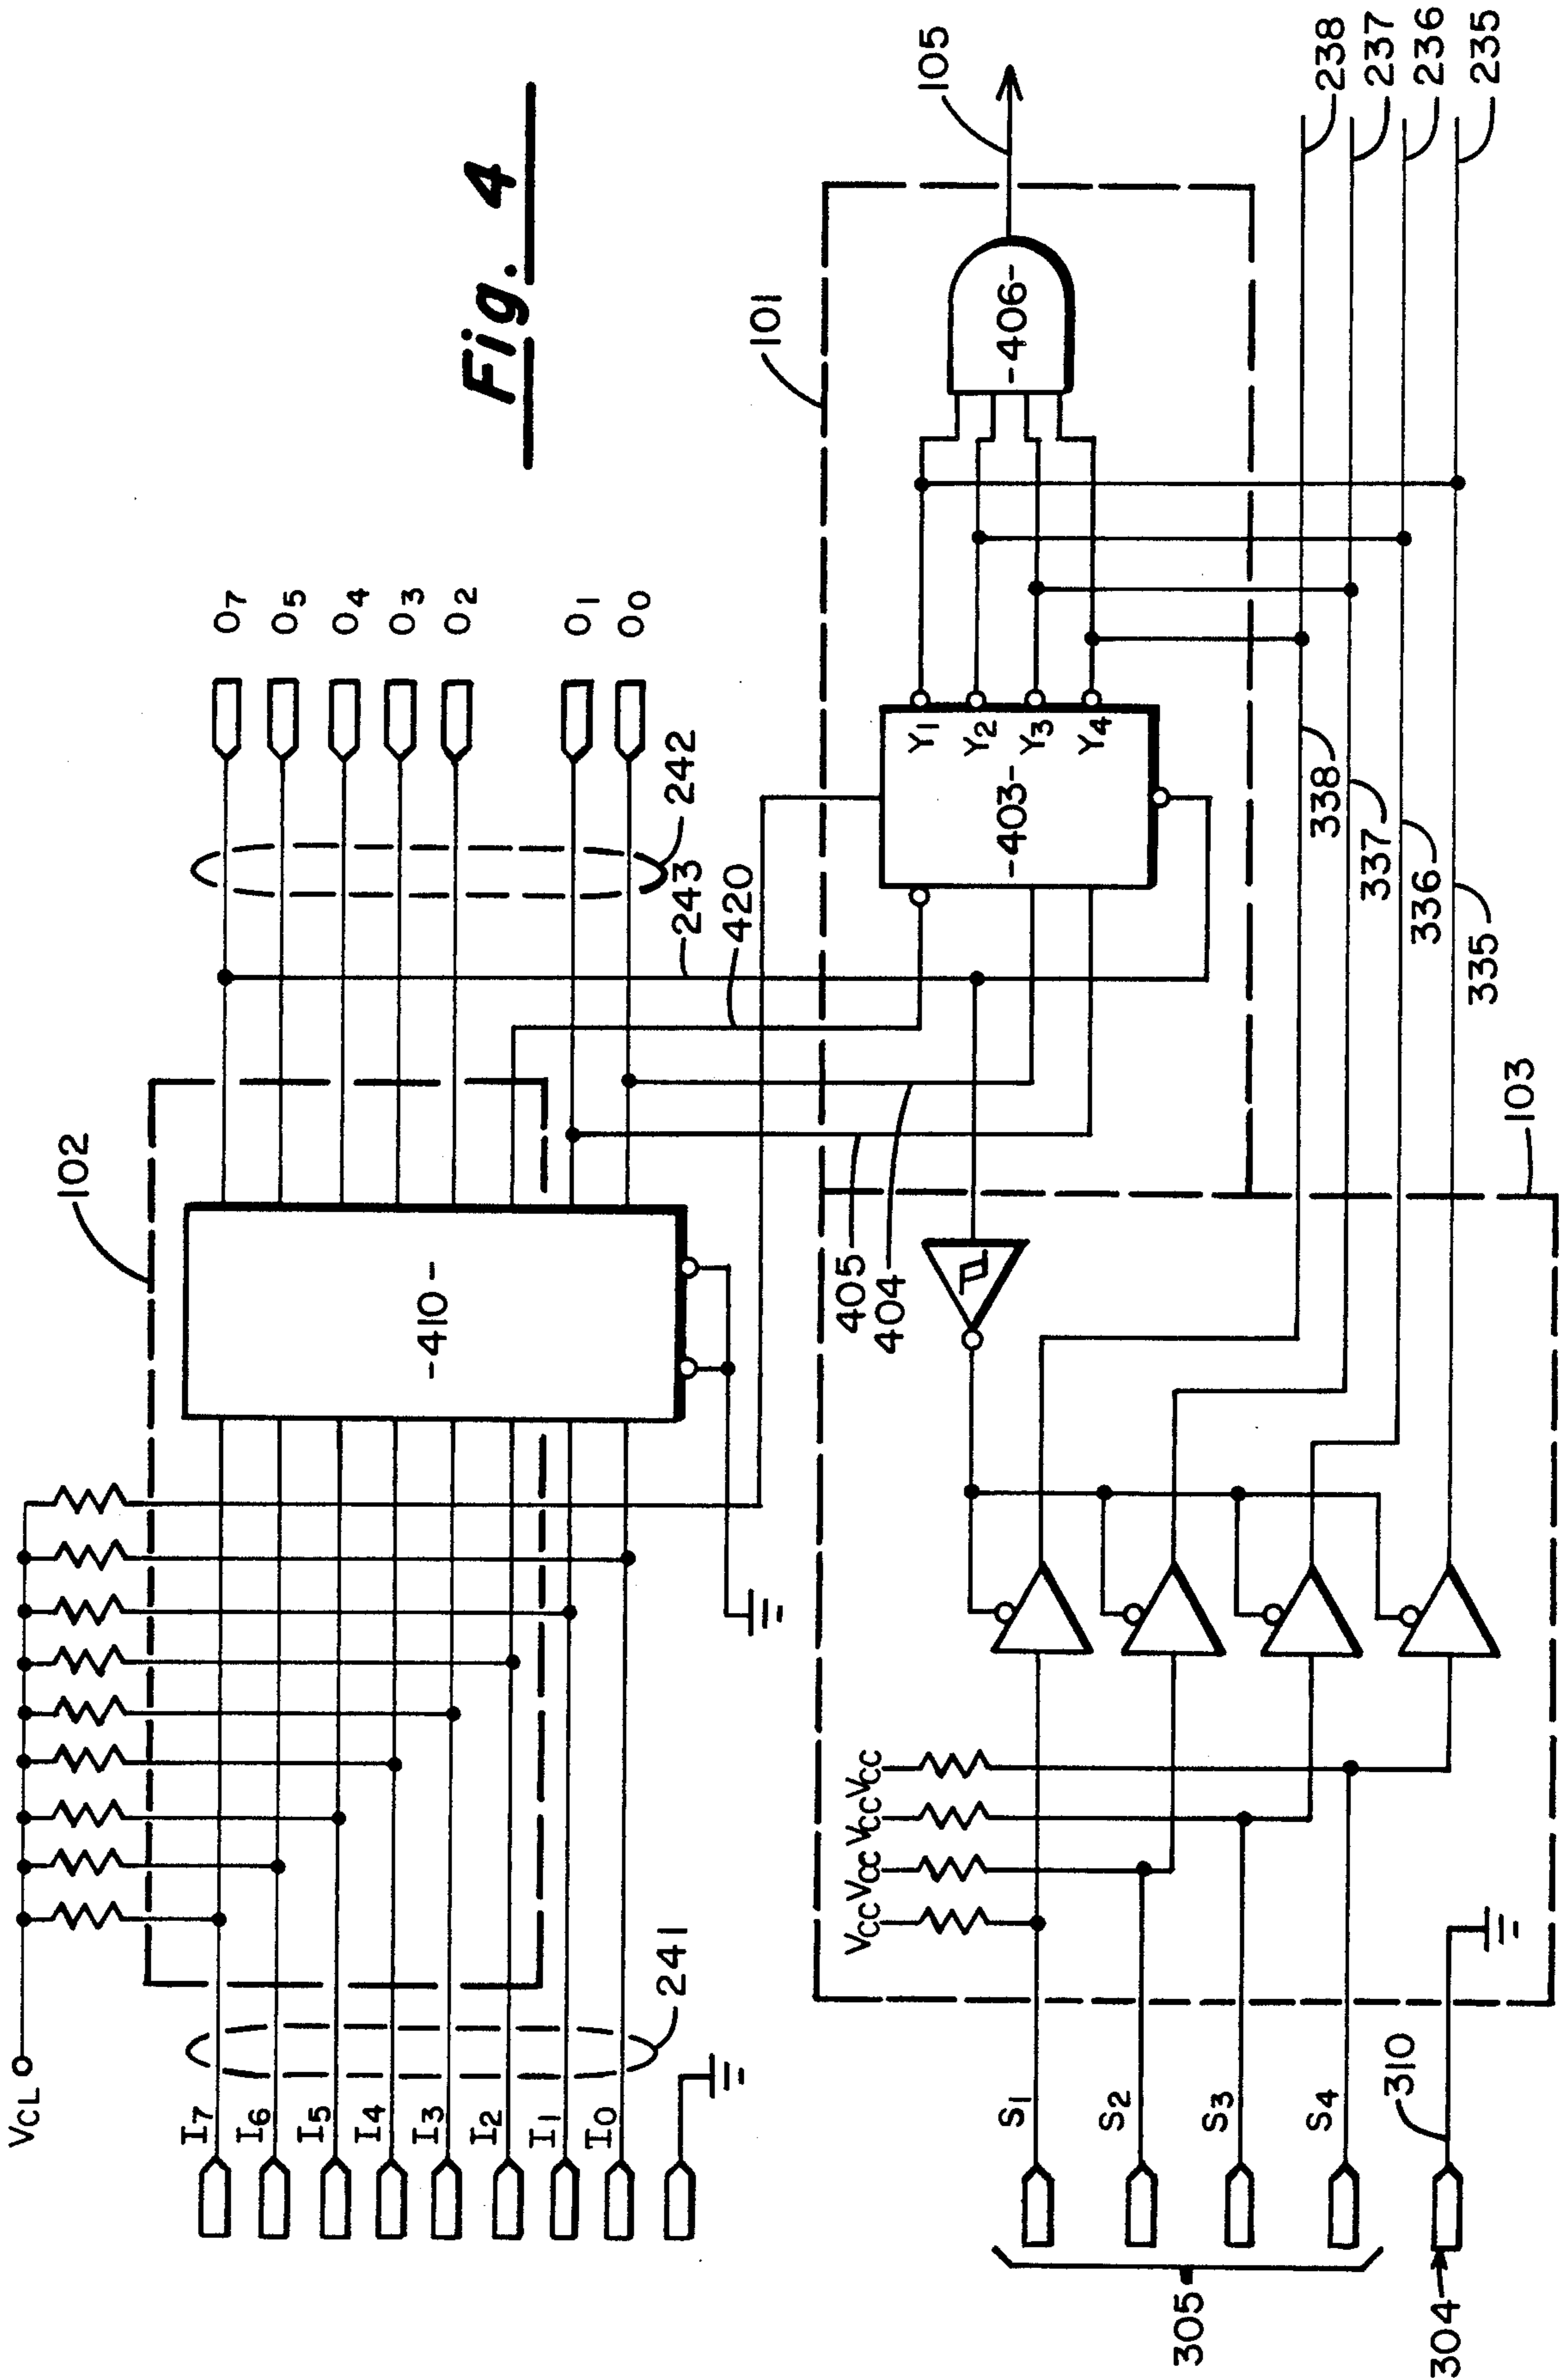 Fig. 4
VCL
102
I7
I6
I5
I4
I3
I2
I1
I0
-410-
241
O7
O5
O4
O3
O2
O1
O0
242
243
420
405
404
101
-403-
Y1
Y2
Y3
Y4
-406-
105
VCC
VCC
VCC
VCC
S1
S2
S3
S4
305
304
310
103
338
337
336
335
238
237
236
235